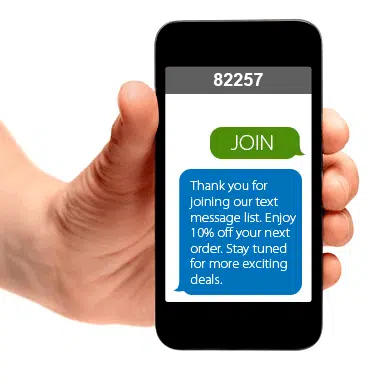 82257
JOIN
Thank you for
joining our text
message list. Enjoy
10% off your next
order. Stay tuned
for more exciting
deals.